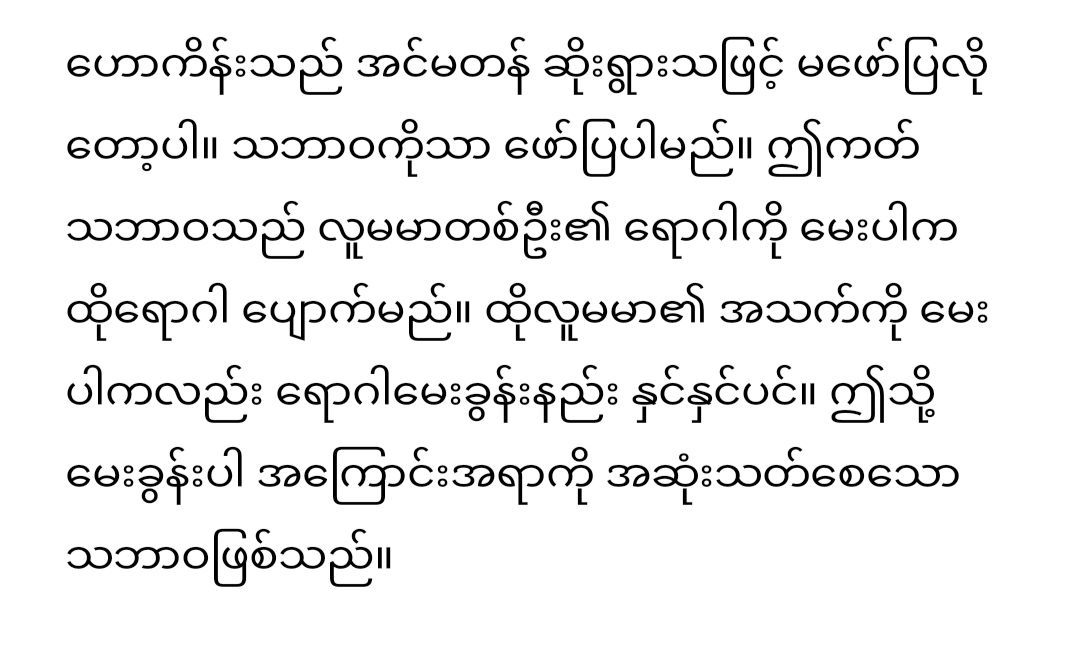 ဟောကိန်းသည် အင်မတန် ဆိုးရွားသဖြင့် မဖော်ပြလို
တော့ပါ။ သဘာဝကိုသာ ဖော်ပြပါမည်။ ဤကတ်
သဘာဝသည် လူမမာတစ်ဦး၏ ရောဂါကို မေးပါက
ထိုရောဂါ ပျောက်မည်။ ထိုလူမမာ၏ အသက်ကို မေး
ပါကလည်း ရောဂါမေးခွန်းနည်း နှင်နှင်ပင်။ ဤသို့
မေးခွန်းပါ အကြောင်းအရာကို အဆုံးသတ်စေသော
သဘာဝဖြစ်သည်။